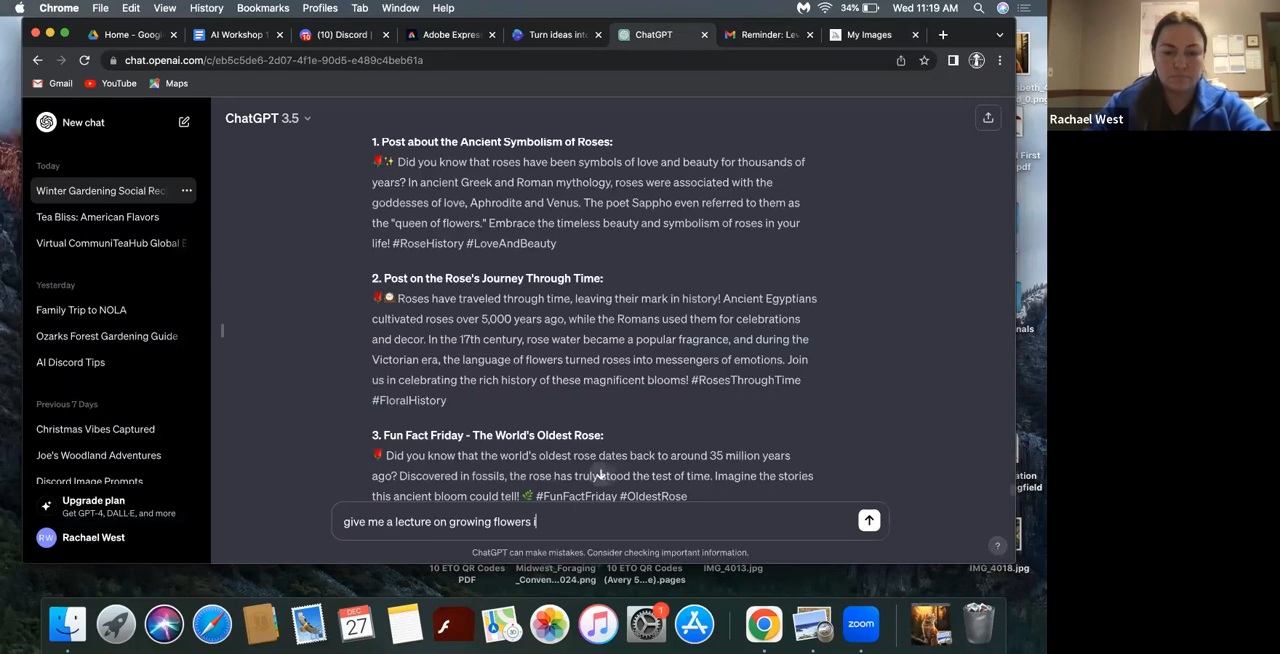 Chrome File Edit View History Bookmarks Profiles Tab Window Help 34% Wed 11:19 AM
Home - Google AI Workshop 1 (10) Discord | Adobe Expres Turn ideas into ChatGPT Reminder: Le My Images
chat.openai.com/c/eb5c5de6-2d07-4f1e-90d5-e489c4beb61a
Gmail YouTube Maps
Rachael West
New chat
Today
Winter Gardening Social Rec
Tea Bliss: American Flavors
Virtual CommuniTeaHub Global E
Yesterday
Family Trip to NOLA
Ozarks Forest Gardening Guide
AI Discord Tips
Previous 7 Days
Christmas Vibes Captured
Joe's Woodland Adventures
Discord Image Prompts
Upgrade plan
Get GPT-4, DALL·E, and more
RW Rachael West
ChatGPT 3.5
1. Post about the Ancient Symbolism of Roses:
🌹✨ Did you know that roses have been symbols of love and beauty for thousands of
years? In ancient Greek and Roman mythology, roses were associated with the
goddesses of love, Aphrodite and Venus. The poet Sappho even referred to them as
the "queen of flowers." Embrace the timeless beauty and symbolism of roses in your
life! #RoseHistory #LoveAndBeauty
2. Post on the Rose's Journey Through Time:
🌹🕰️ Roses have traveled through time, leaving their mark in history! Ancient Egyptians
cultivated roses over 5,000 years ago, while the Romans used them for celebrations
and decor. In the 17th century, rose water became a popular fragrance, and during the
Victorian era, the language of flowers turned roses into messengers of emotions. Join
us in celebrating the rich history of these magnificent blooms! #RosesThroughTime
#FloralHistory
3. Fun Fact Friday - The World's Oldest Rose:
🌹 Did you know that the world's oldest rose dates back to around 35 million years
ago? Discovered in fossils, the rose has truly stood the test of time. Imagine the stories
this ancient bloom could tell! 🌿 #FunFactFriday #OldestRose
give me a lecture on growing flowers i
ChatGPT can make mistakes. Consider checking important information.
?
10 ETO QR Codes PDF
Midwest_Foraging _Conven...024.png
10 ETO QR Codes (Avery 5...e).pages
IMG_4013.jpg
IMG_4018.jpg
DEC 27
1
zoom